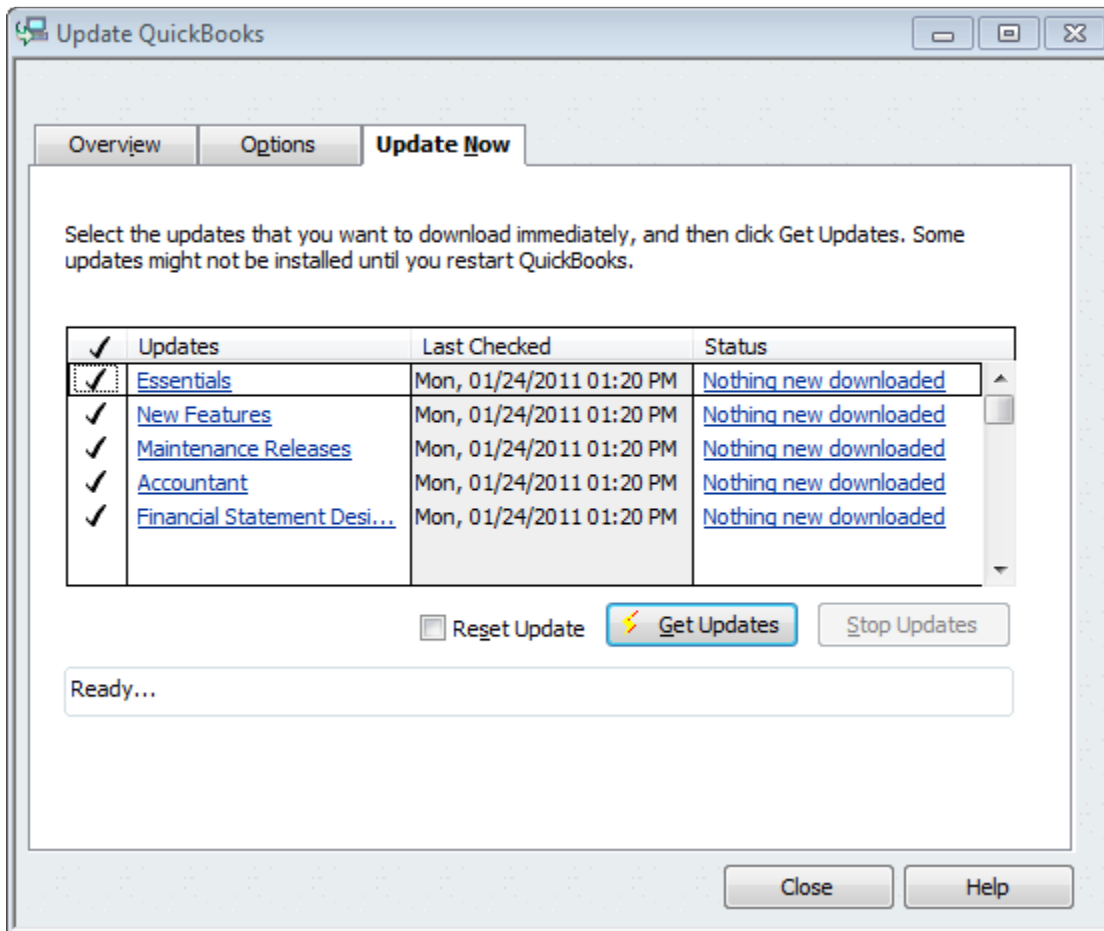 Update QuickBooks
Overview Options Update Now
Select the updates that you want to download immediately, and then click Get Updates. Some
updates might not be installed until you restart QuickBooks.
Updates Last Checked Status
Essentials Mon, 01/24/2011 01:20 PM Nothing new downloaded
New Features Mon, 01/24/2011 01:20 PM Nothing new downloaded
Maintenance Releases Mon, 01/24/2011 01:20 PM Nothing new downloaded
Accountant Mon, 01/24/2011 01:20 PM Nothing new downloaded
Financial Statement Desi... Mon, 01/24/2011 01:20 PM Nothing new downloaded
Reset Update Get Updates Stop Updates
Ready...
Close Help